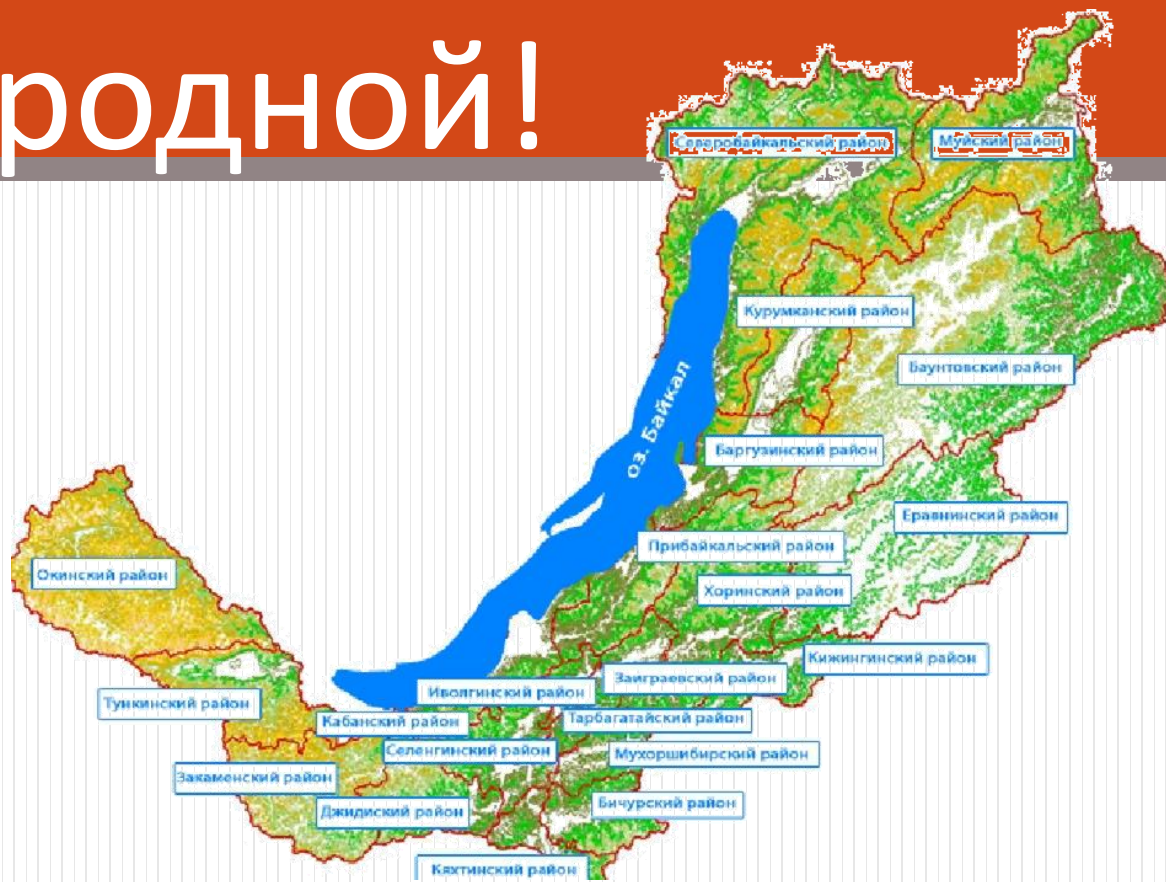 родной!
Северобайкальский район
Муйский район
Курумканский район
Баунтовский район
оз. Байкал
Баргузинский район
Еравнинский район
Прибайкальский район
Окинский район
Хоринский район
Кижингинский район
Заиграевский район
Иволгинский район
Тункинский район
Кабанский район
Тарбагатайский район
Селенгинский район
Мухоршибирский район
Закаменский район
Бичурский район
Джидиский район
Кяхтинский район